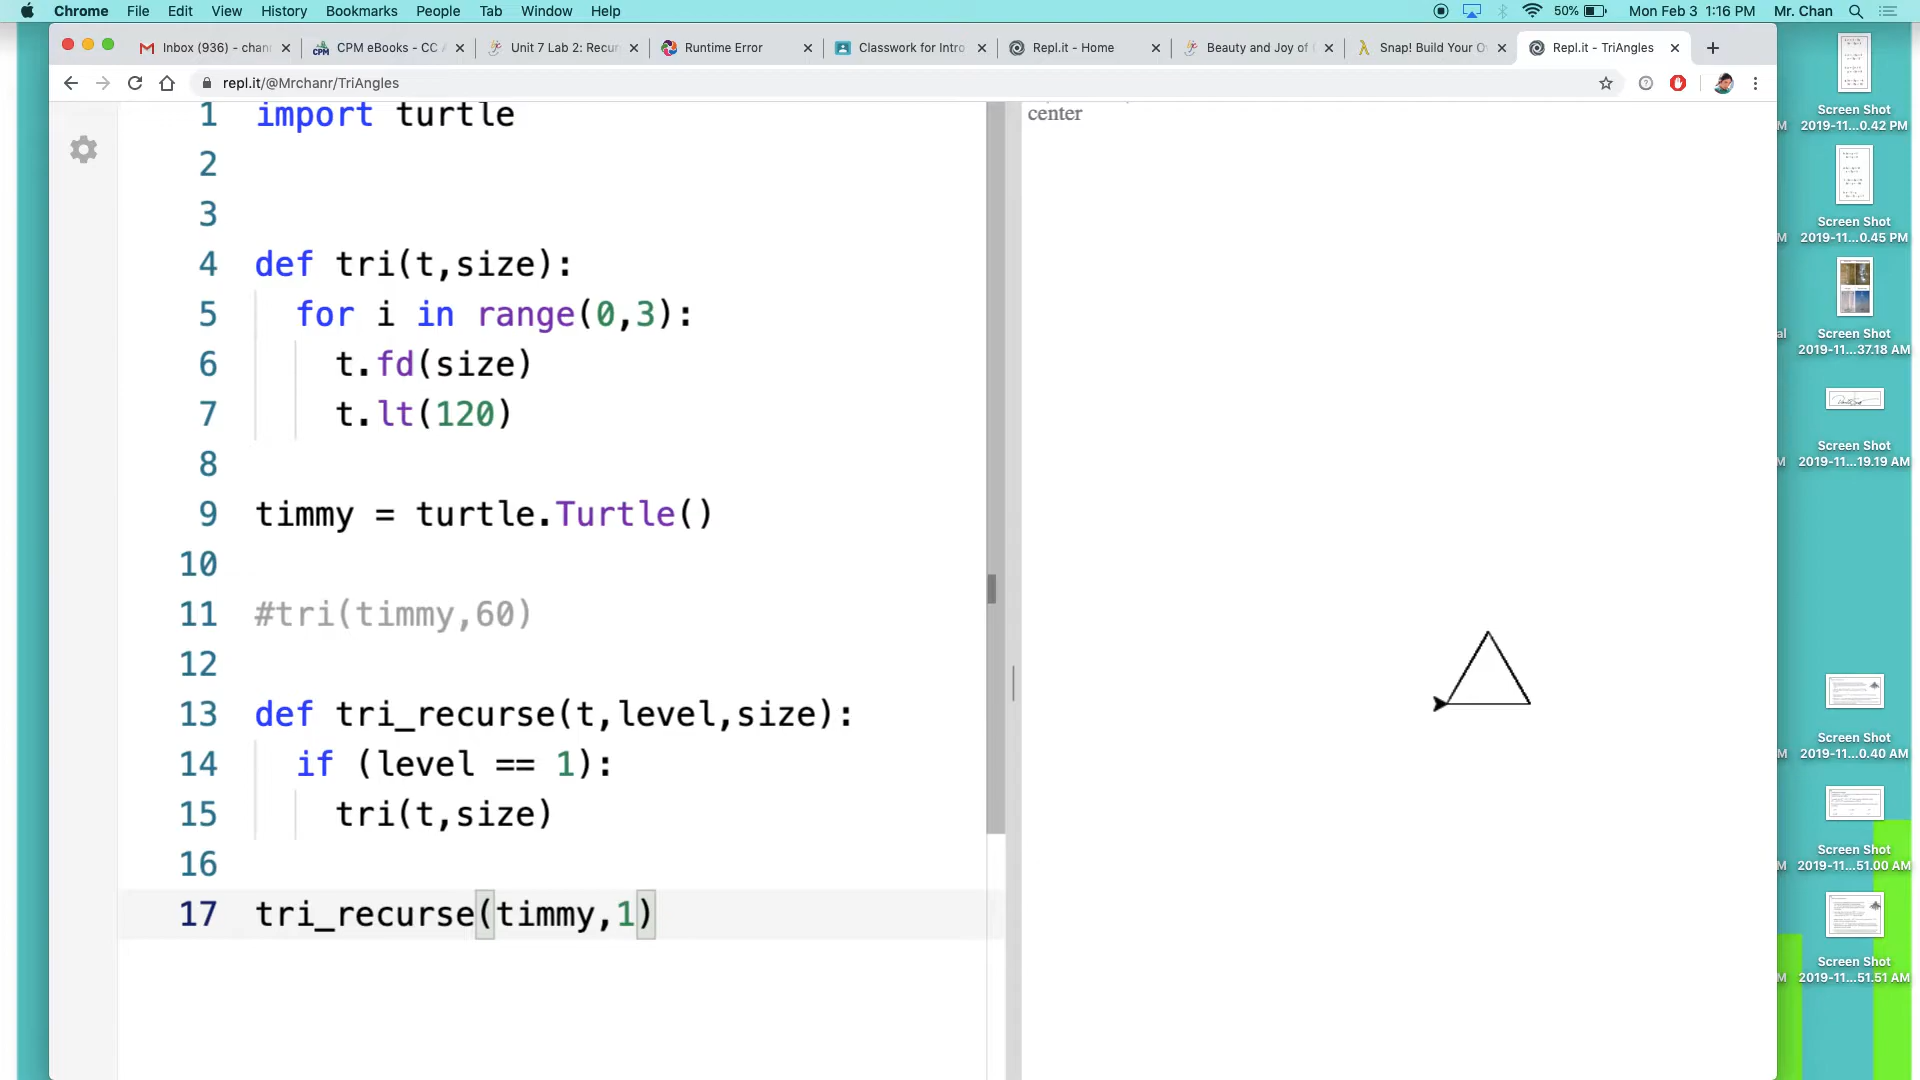 Chrome File Edit View History Bookmarks People Tab Window Help 50% Mon Feb 3 1:16 PM Mr. Chan
Inbox (936) - chan CPM eBooks - CC Unit 7 Lab 2: Recur Runtime Error Classwork for Intro Repl.it - Home Beauty and Joy of Snap! Build Your O Repl.it - TriAngles
repl.it/@Mrchanr/TriAngles
1 import turtle
2
3
4 def tri(t,size):
5 for i in range(0,3):
6 t.fd(size)
7 t.lt(120)
8
9 timmy = turtle.Turtle()
10
11 #tri(timmy,60)
12
13 def tri_recurse(t,level,size):
14 if (level == 1):
15 tri(t,size)
16
17 tri_recurse(timmy,1)
center
Screen Shot
2019-11...0.42 PM
Screen Shot
2019-11...0.45 PM
Screen Shot
2019-11...37.18 AM
Screen Shot
2019-11...19.19 AM
Screen Shot
2019-11...0.40 AM
Screen Shot
2019-11...51.00 AM
Screen Shot
2019-11...51.51 AM